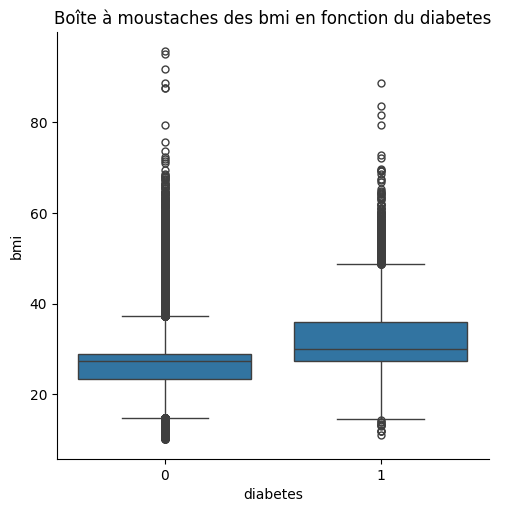 Boîte à moustaches des bmi en fonction du diabetes
80
60
40
20
bmi
0
1
diabetes